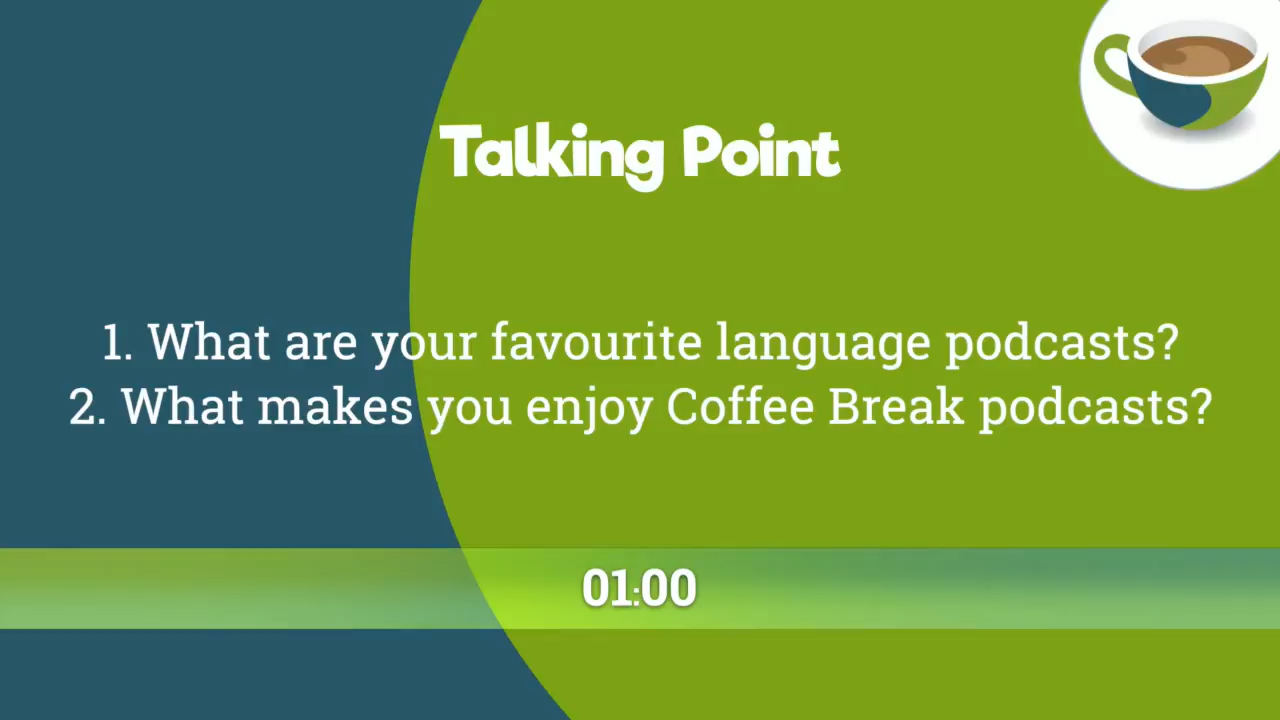 Talking Point
1. What are your favourite language podcasts?
2. What makes you enjoy Coffee Break podcasts?
01:00